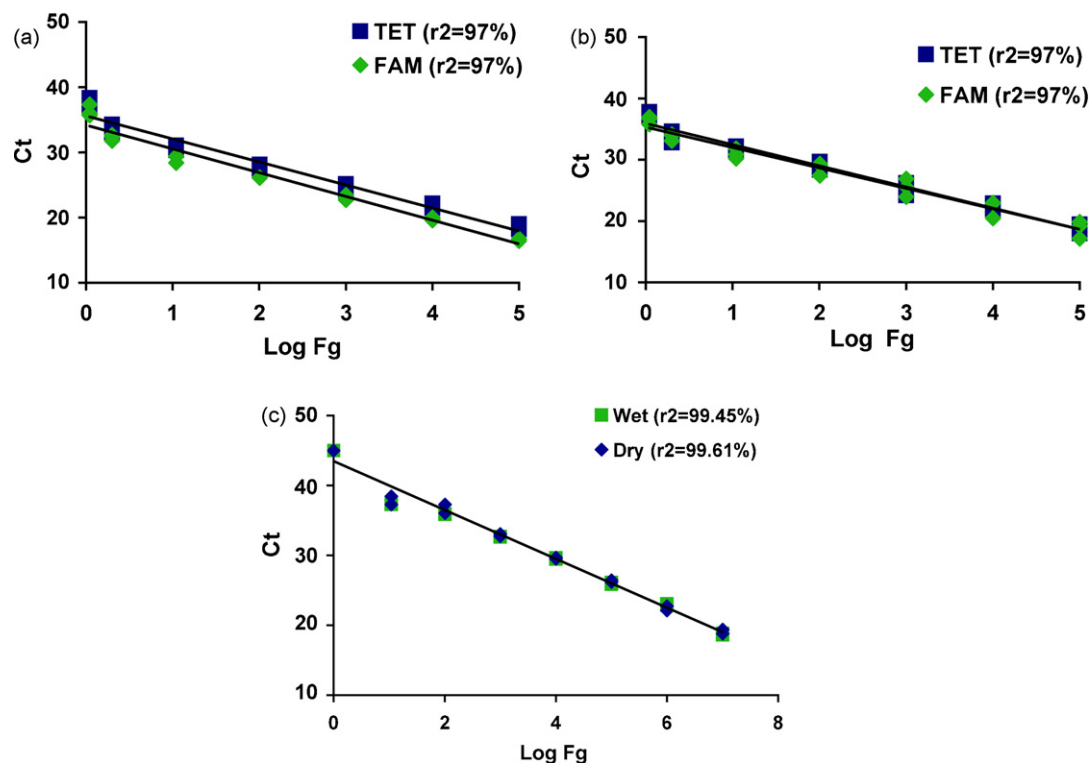 (a)
TET (r2=97%)
FAM (r2=97%)
50
40
30
20
10
Ct
0 1 2 3 4 5
Log Fg
(b)
TET (r2=97%)
FAM (r2=97%)
50
40
30
20
10
Ct
0 1 2 3 4 5
Log Fg
(c)
Wet (r2=99.45%)
Dry (r2=99.61%)
50
40
30
20
10
Ct
0 2 4 6 8
Log Fg